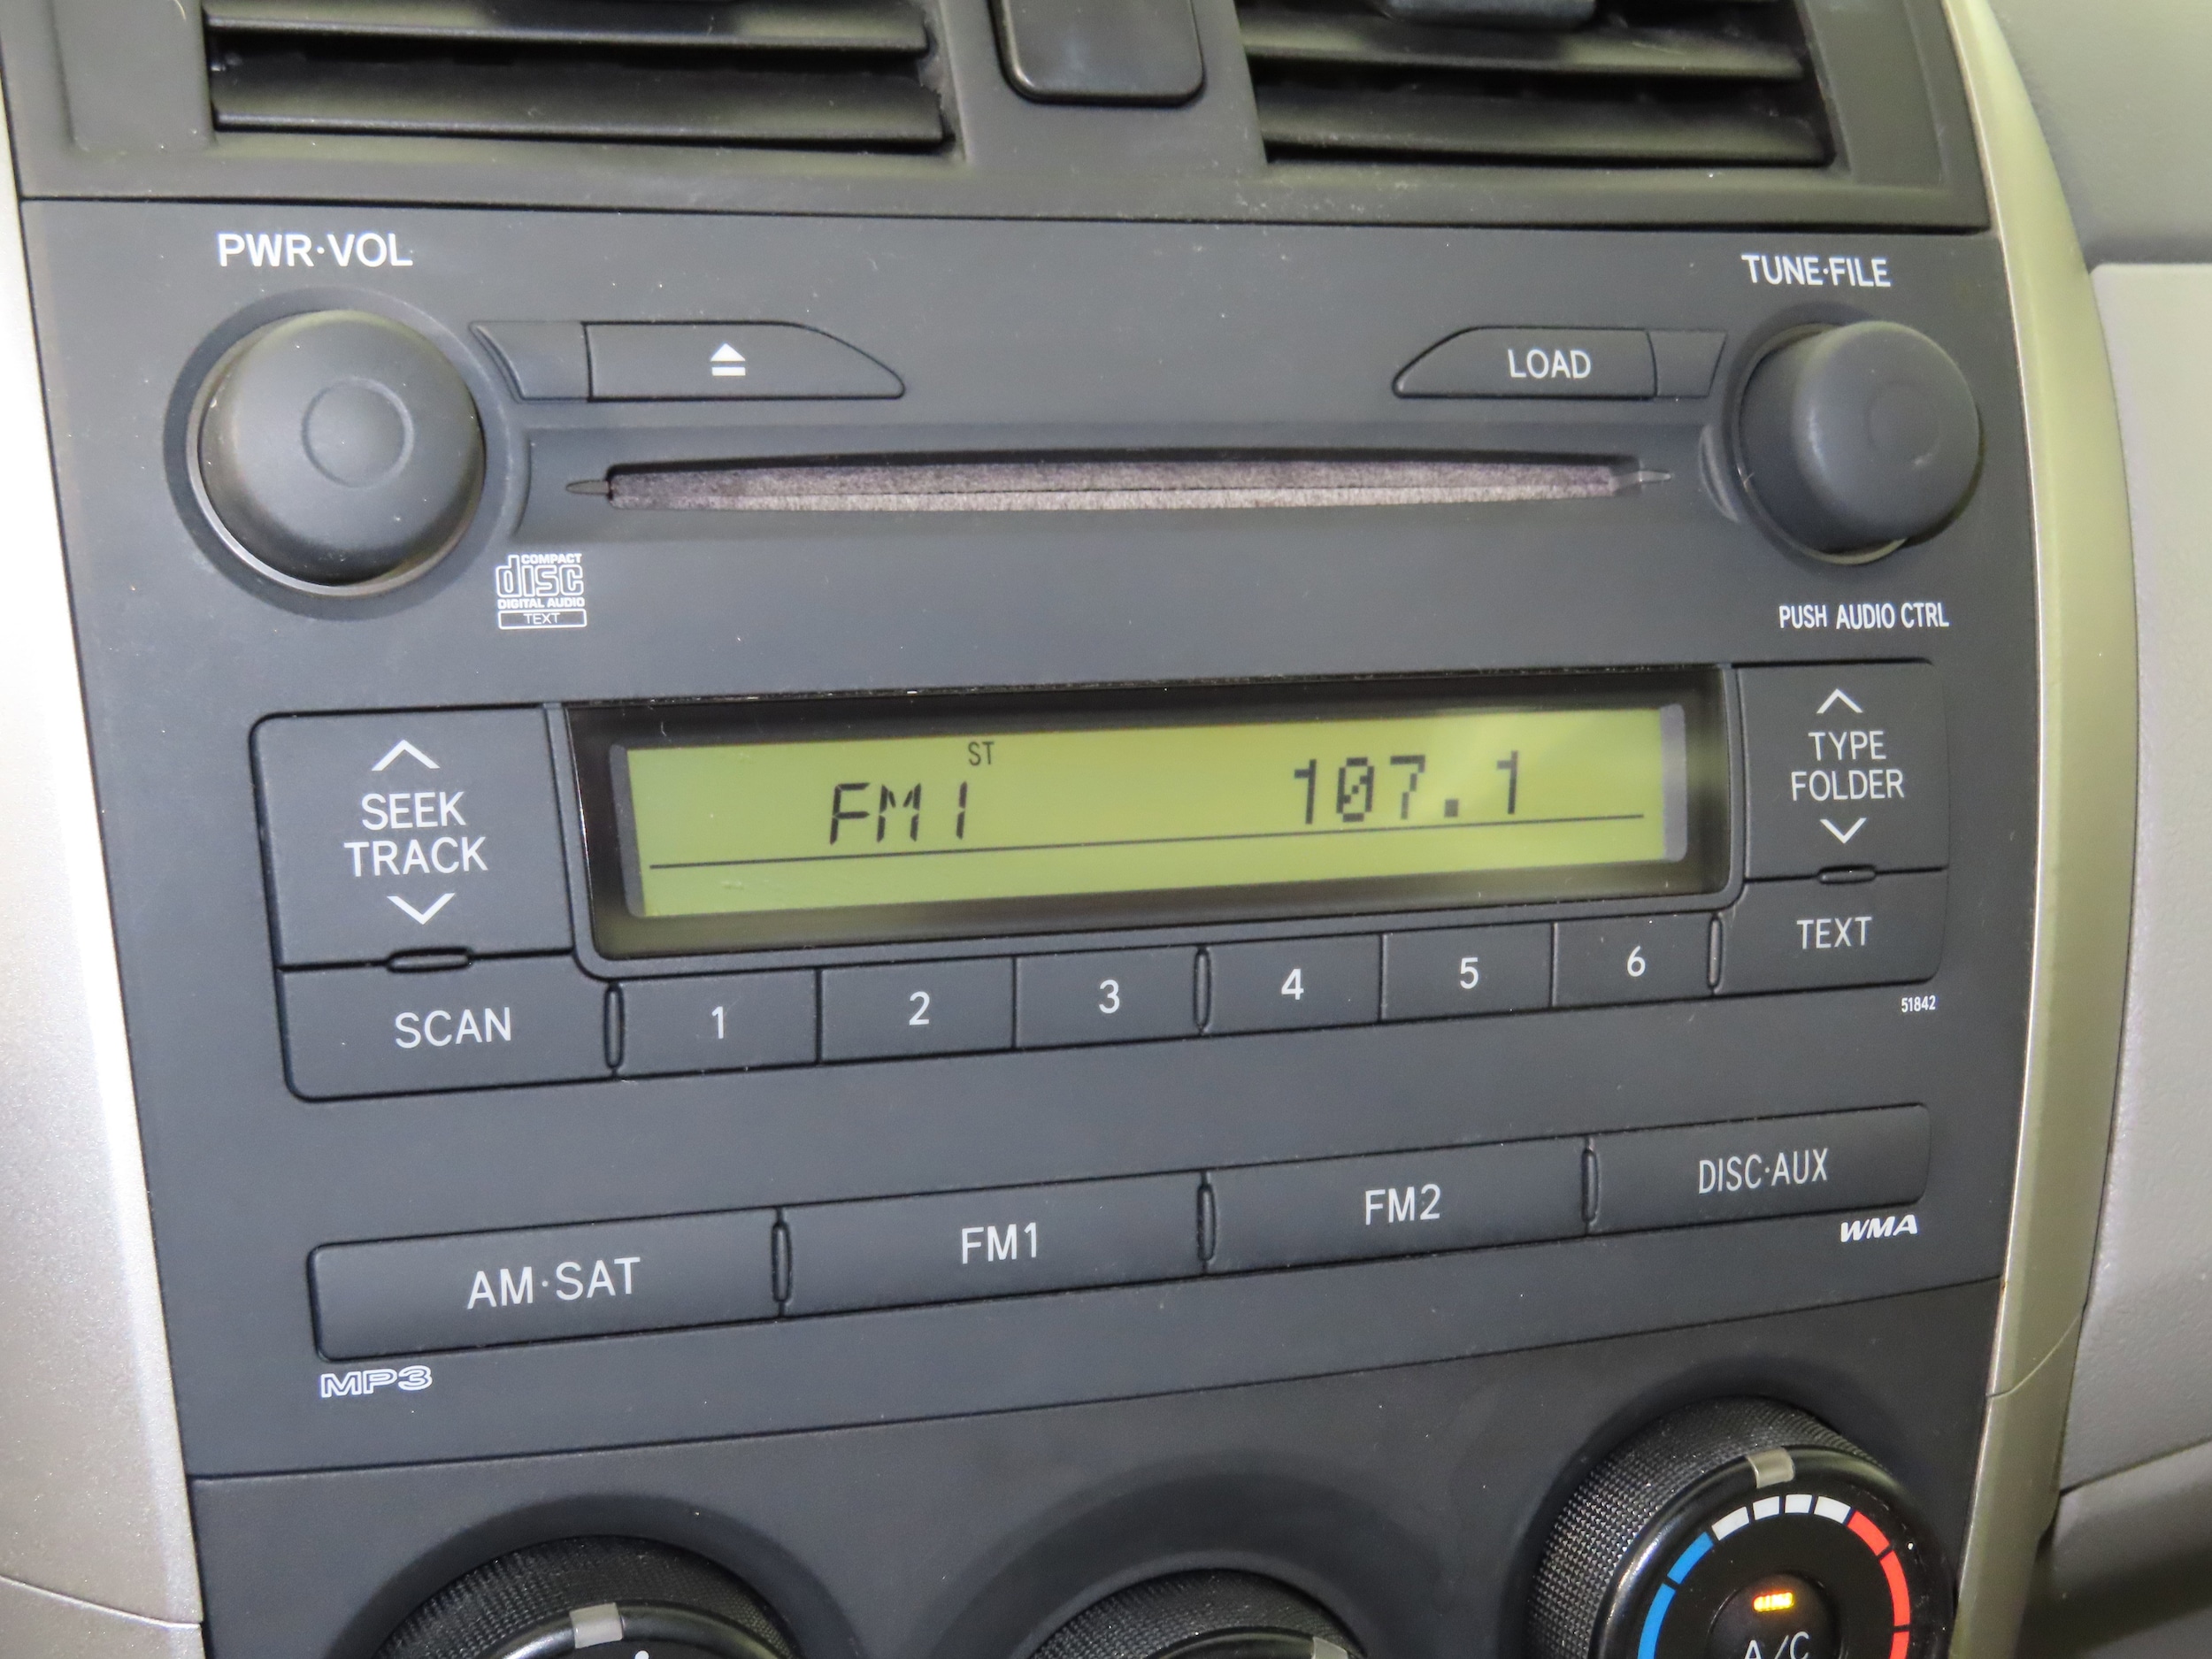 PWR·VOL
TUNE·FILE
LOAD
COMPACT
disc
DIGITAL AUDIO
TEXT
PUSH AUDIO CTRL
SEEK
TRACK
ST
FM1 107.1
TYPE
FOLDER
SCAN
1
2
3
4
5
6
TEXT
51842
AM·SAT
FM1
FM2
DISC·AUX
MP3
WMA
A/C